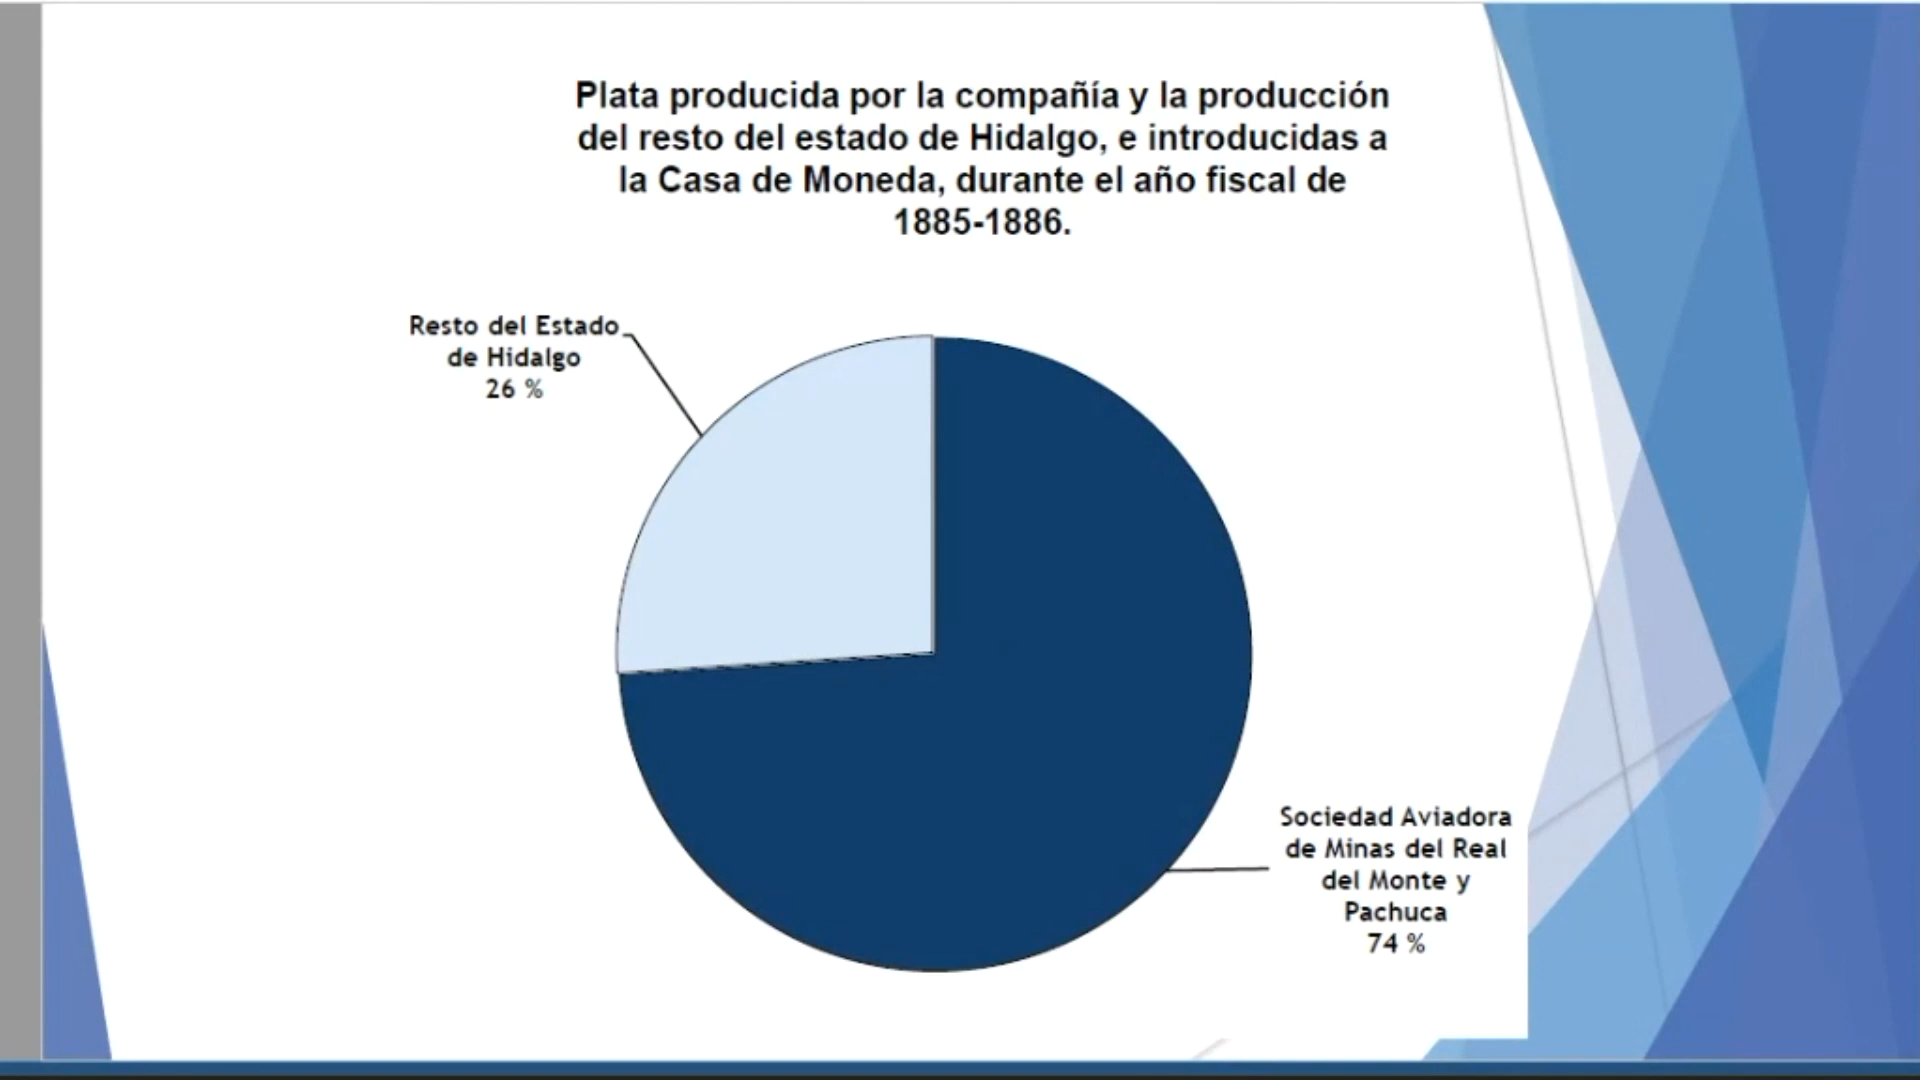 Plata producida por la compañía y la producción
del resto del estado de Hidalgo, e introducidas a
la Casa de Moneda, durante el año fiscal de
1885-1886.
Resto del Estado
de Hidalgo
26 %
Sociedad Aviadora
de Minas del Real
del Monte y
Pachuca
74 %